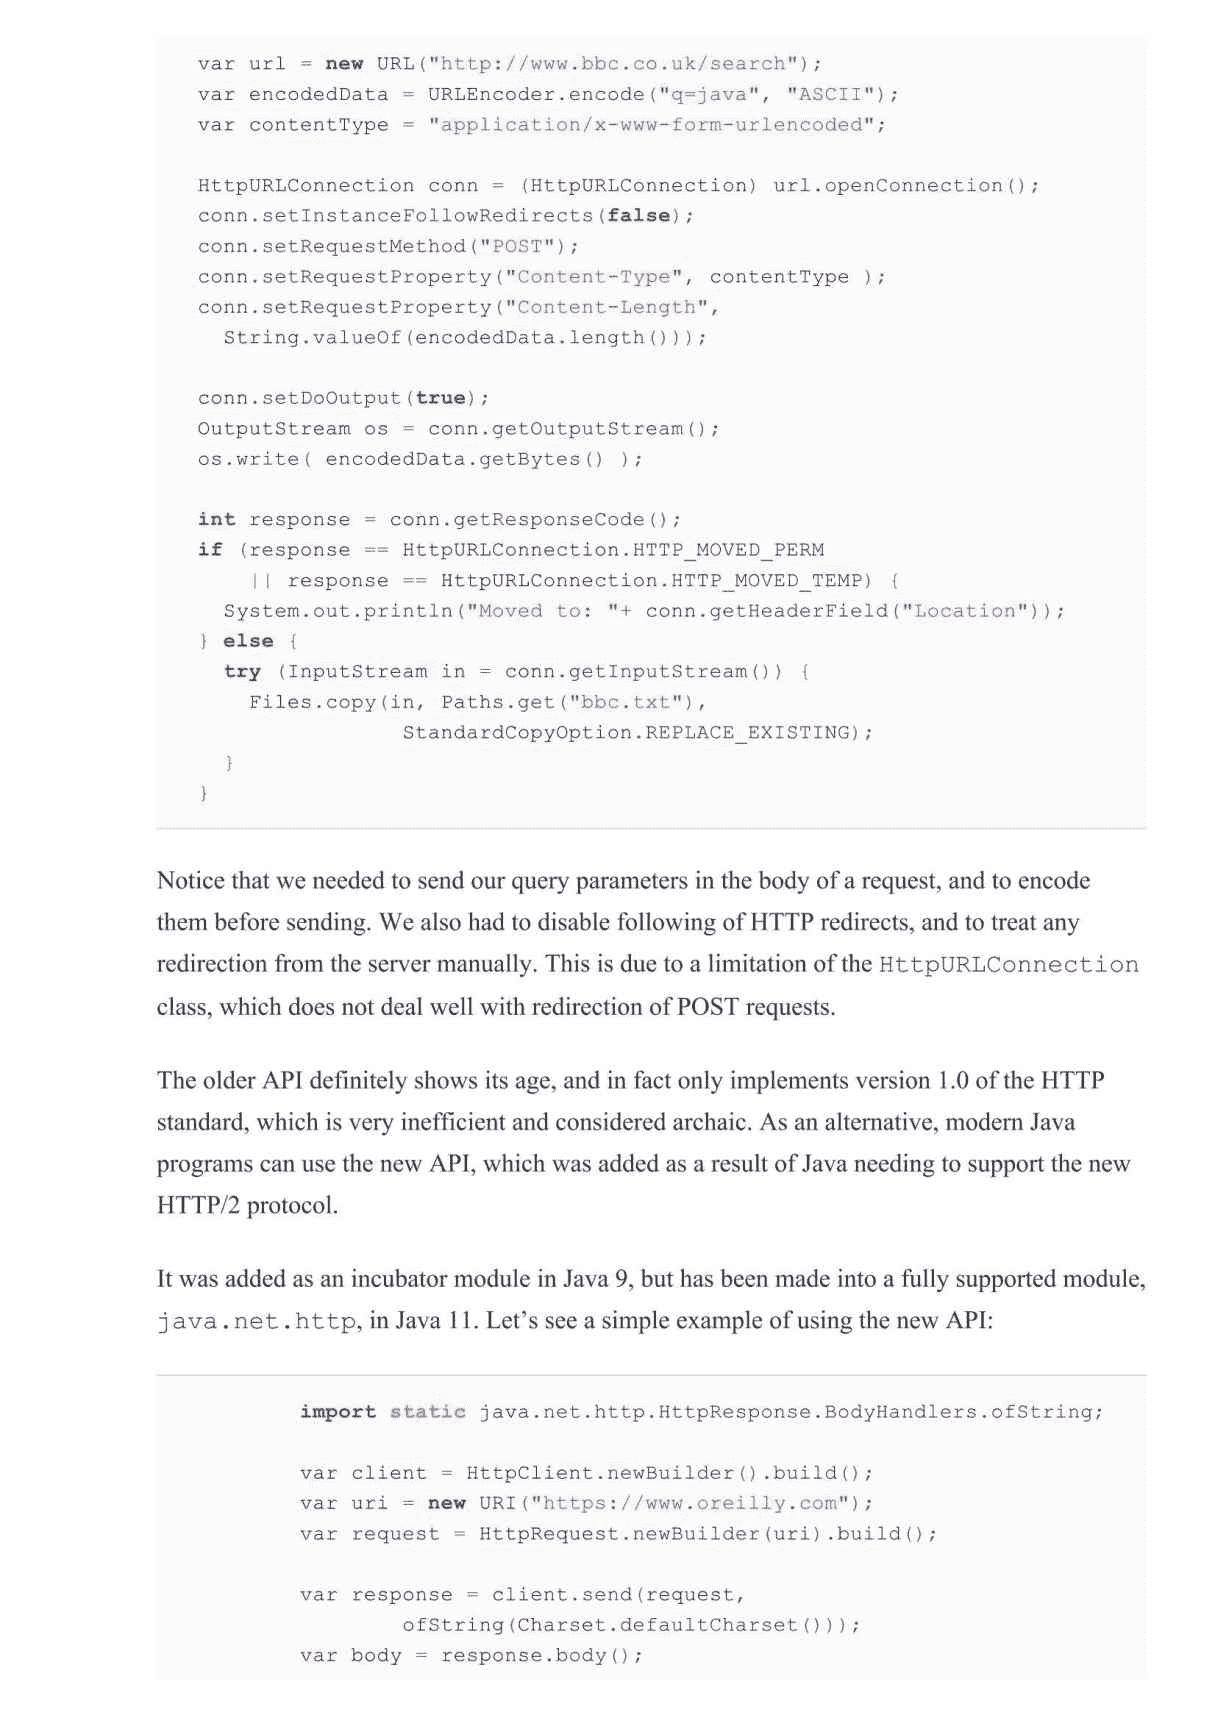 var url = new URL("http://www.bbc.co.uk/search");
var encodedData = URLEncoder.encode("q=java", "ASCII");
var contentType = "application/x-www-form-urlencoded";

HttpURLConnection conn = (HttpURLConnection) url.openConnection();
conn.setInstanceFollowRedirects(false);
conn.setRequestMethod("POST");
conn.setRequestProperty("Content-Type", contentType );
conn.setRequestProperty("Content-Length",
  String.valueOf(encodedData.length()));

conn.setDoOutput(true);
OutputStream os = conn.getOutputStream();
os.write( encodedData.getBytes() );

int response = conn.getResponseCode();
if (response == HttpURLConnection.HTTP_MOVED_PERM
    || response == HttpURLConnection.HTTP_MOVED_TEMP) {
  System.out.println("Moved to: "+ conn.getHeaderField("Location"));
} else {
  try (InputStream in = conn.getInputStream()) {
    Files.copy(in, Paths.get("bbc.txt"),
                StandardCopyOption.REPLACE_EXISTING);
  }
}

Notice that we needed to send our query parameters in the body of a request, and to encode
them before sending. We also had to disable following of HTTP redirects, and to treat any
redirection from the server manually. This is due to a limitation of the HttpURLConnection
class, which does not deal well with redirection of POST requests.

The older API definitely shows its age, and in fact only implements version 1.0 of the HTTP
standard, which is very inefficient and considered archaic. As an alternative, modern Java
programs can use the new API, which was added as a result of Java needing to support the new
HTTP/2 protocol.

It was added as an incubator module in Java 9, but has been made into a fully supported module,
java.net.http, in Java 11. Let’s see a simple example of using the new API:

import static java.net.http.HttpResponse.BodyHandlers.ofString;

var client = HttpClient.newBuilder().build();
var uri = new URI("https://www.oreilly.com");
var request = HttpRequest.newBuilder(uri).build();

var response = client.send(request,
        ofString(Charset.defaultCharset()));
var body = response.body();